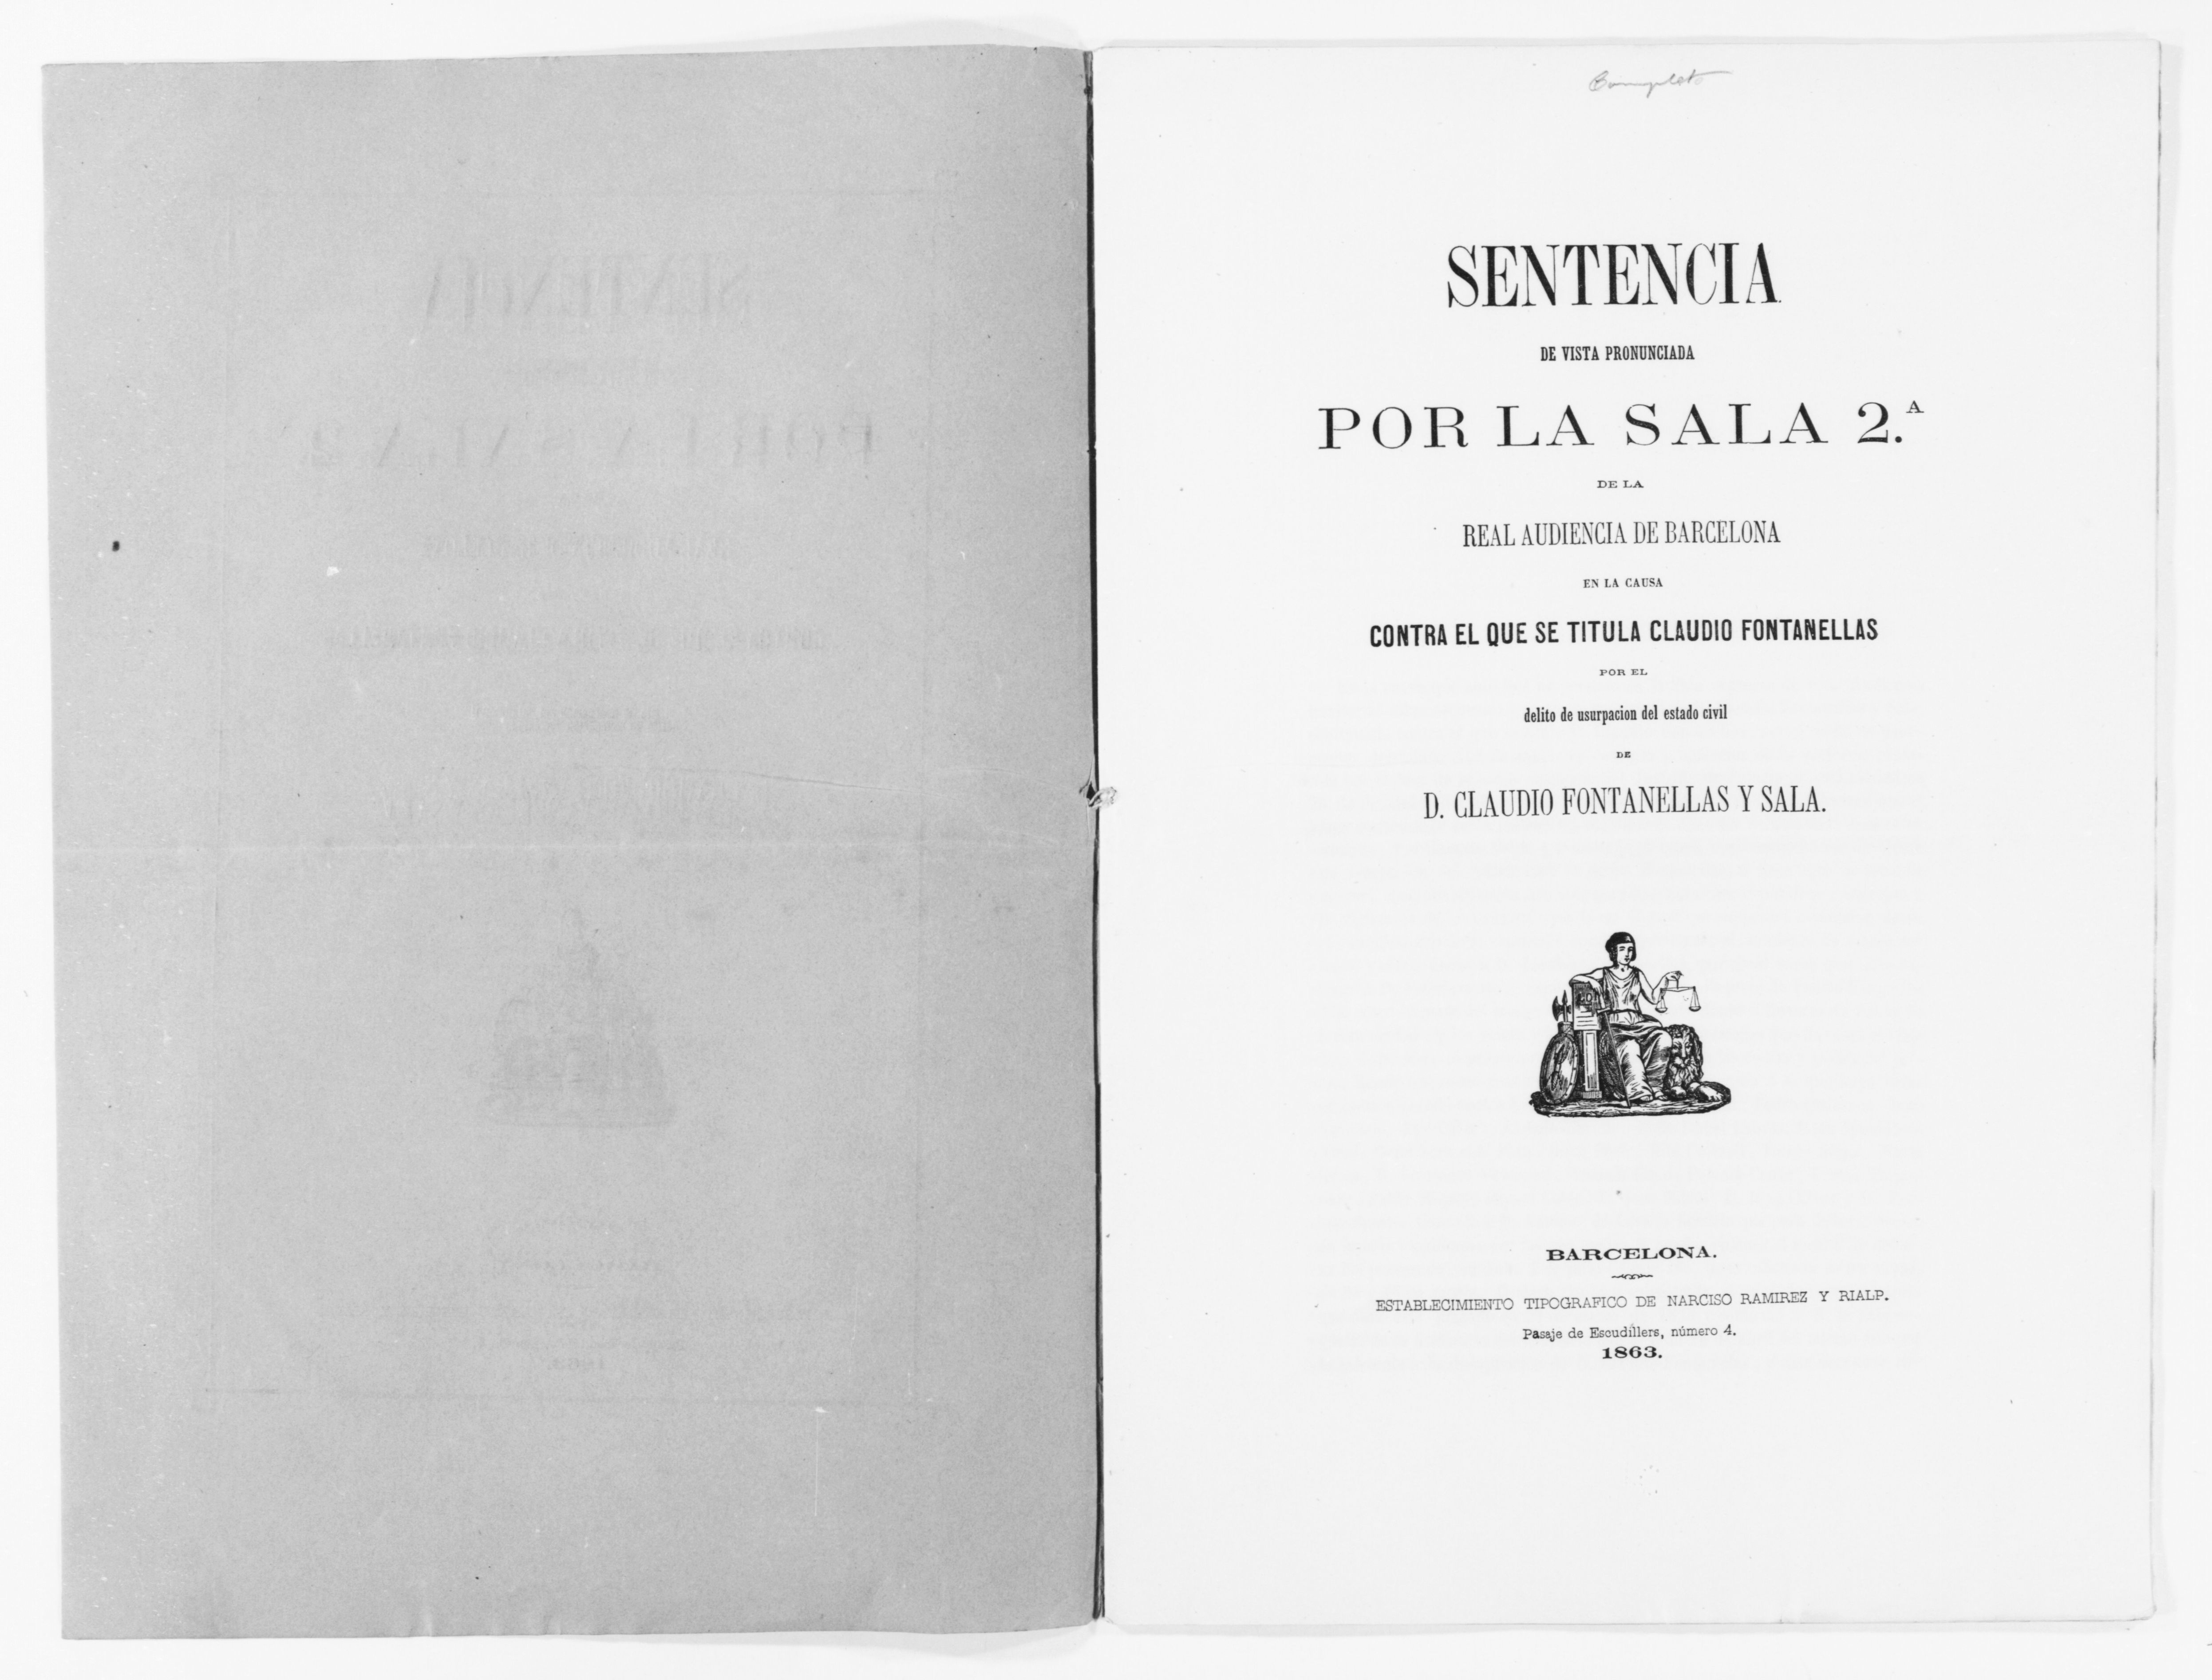 Completo
SENTENCIA
DE VISTA PRONUNCIADA
POR LA SALA 2.ª
DE LA
REAL AUDIENCIA DE BARCELONA
EN LA CAUSA
CONTRA EL QUE SE TITULA CLAUDIO FONTANELLAS
POR EL
delito de usurpacion del estado civil
DE
D. CLAUDIO FONTANELLAS Y SALA.
BARCELONA.
ESTABLECIMIENTO TIPOGRAFICO DE NARCISO RAMIREZ Y RIALP.
Pasaje de Escudillers, número 4.
1863.